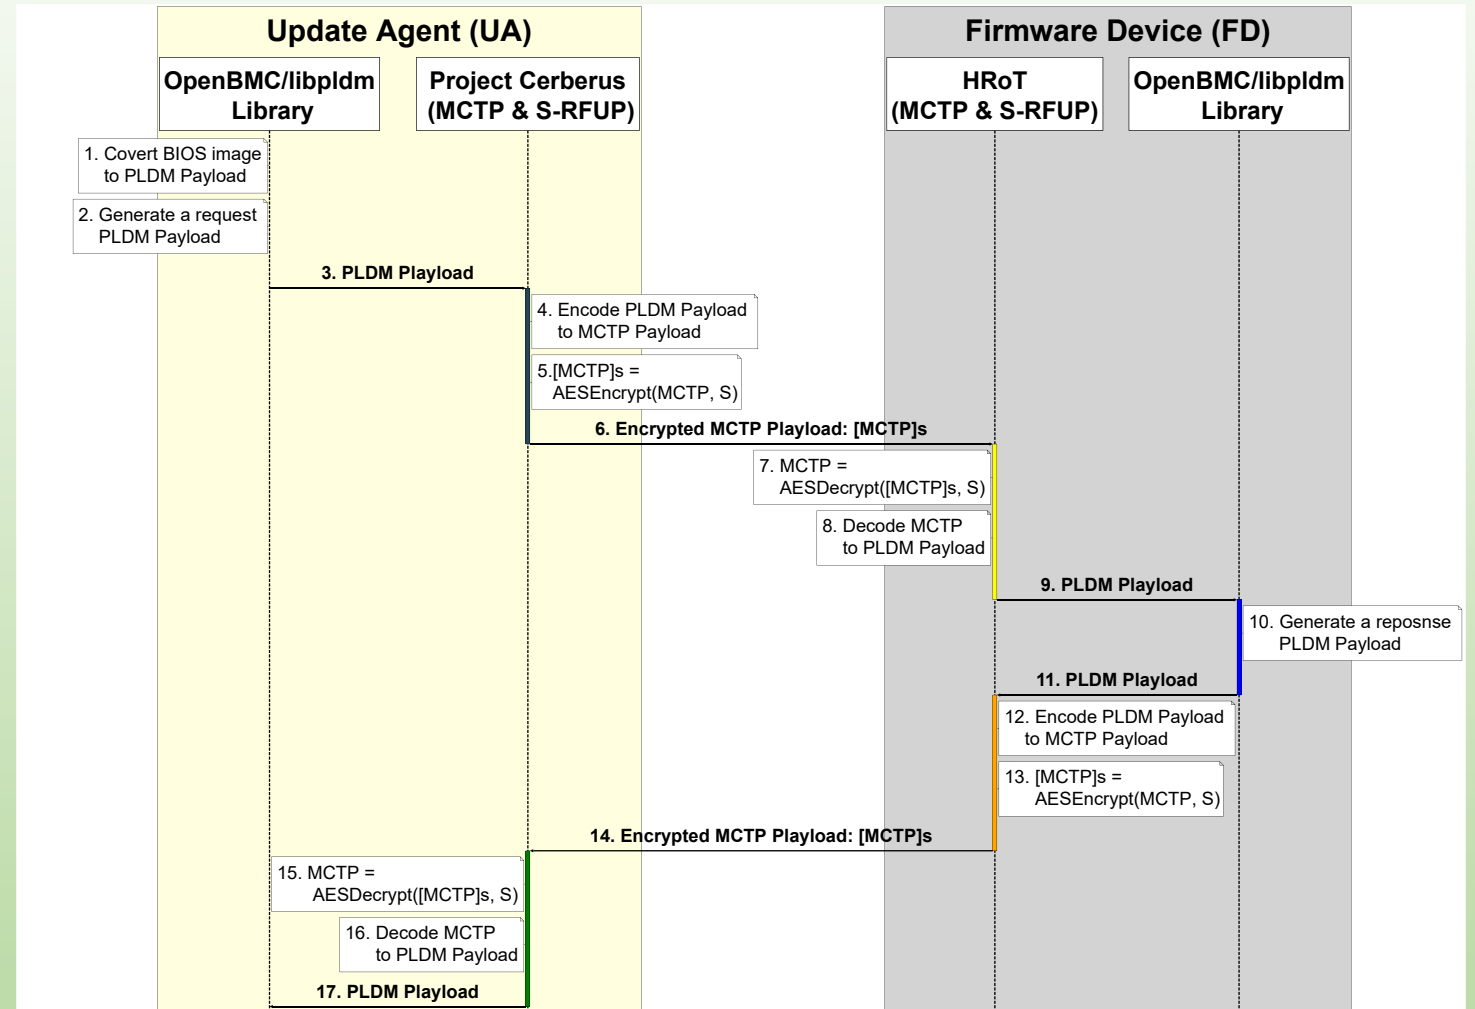 Update Agent (UA)
Firmware Device (FD)
OpenBMC/libpldm
Library
Project Cerberus
(MCTP & S-RFUP)
HRoT
(MCTP & S-RFUP)
OpenBMC/libpldm
Library
1. Covert BIOS image
to PLDM Payload
2. Generate a request
PLDM Payload
3. PLDM Playload
4. Encode PLDM Payload
to MCTP Payload
5.[MCTP]s =
AESEncrypt(MCTP, S)
6. Encrypted MCTP Playload: [MCTP]s
7. MCTP =
AESDecrypt([MCTP]s, S)
8. Decode MCTP
to PLDM Payload
9. PLDM Playload
10. Generate a reposnse
PLDM Payload
11. PLDM Playload
12. Encode PLDM Payload
to MCTP Payload
13. [MCTP]s =
AESEncrypt(MCTP, S)
14. Encrypted MCTP Playload: [MCTP]s
15. MCTP =
AESDecrypt([MCTP]s, S)
16. Decode MCTP
to PLDM Payload
17. PLDM Playload